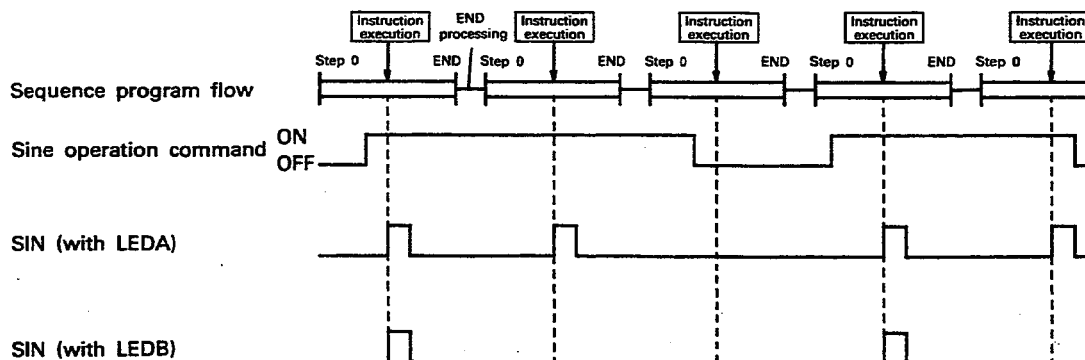 Instruction execution
END processing
Instruction execution
Instruction execution
Instruction execution
Instruction execution
Step 0
END
Step 0
END
Step 0
END
Step 0
END
Step 0
Sequence program flow
Sine operation command
ON
OFF
SIN (with LEDA)
SIN (with LEDB)